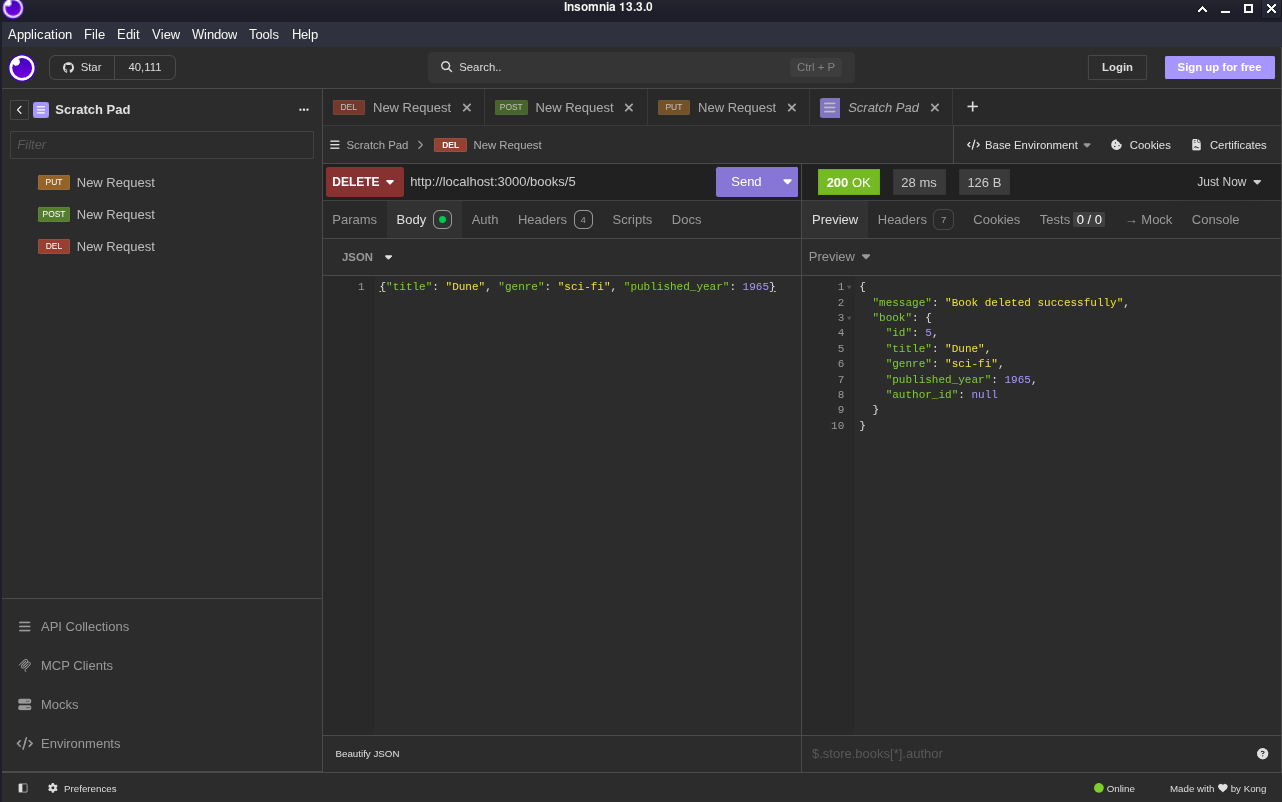 Insomnia 13.3.0
Application File Edit View Window Tools Help
Star 40,111 Search.. Ctrl + P Login Sign up for free
Scratch Pad ···
DEL New Request POST New Request PUT New Request Scratch Pad +
Filter
Scratch Pad > DEL New Request </> Base Environment Cookies Certificates
PUT New Request
POST New Request
DEL New Request
DELETE http://localhost:3000/books/5 Send 200 OK 28 ms 126 B Just Now
Params Body Auth Headers 4 Scripts Docs
Preview Headers 7 Cookies Tests 0 / 0 → Mock Console
JSON
Preview
1 {"title": "Dune", "genre": "sci-fi", "published_year": 1965}
1 {
2 "message": "Book deleted successfully",
3 "book": {
4 "id": 5,
5 "title": "Dune",
6 "genre": "sci-fi",
7 "published_year": 1965,
8 "author_id": null
9 }
10 }
API Collections
MCP Clients
Mocks
</> Environments
Beautify JSON
$.store.books[*].author ?
Preferences Online Made with ♥ by Kong